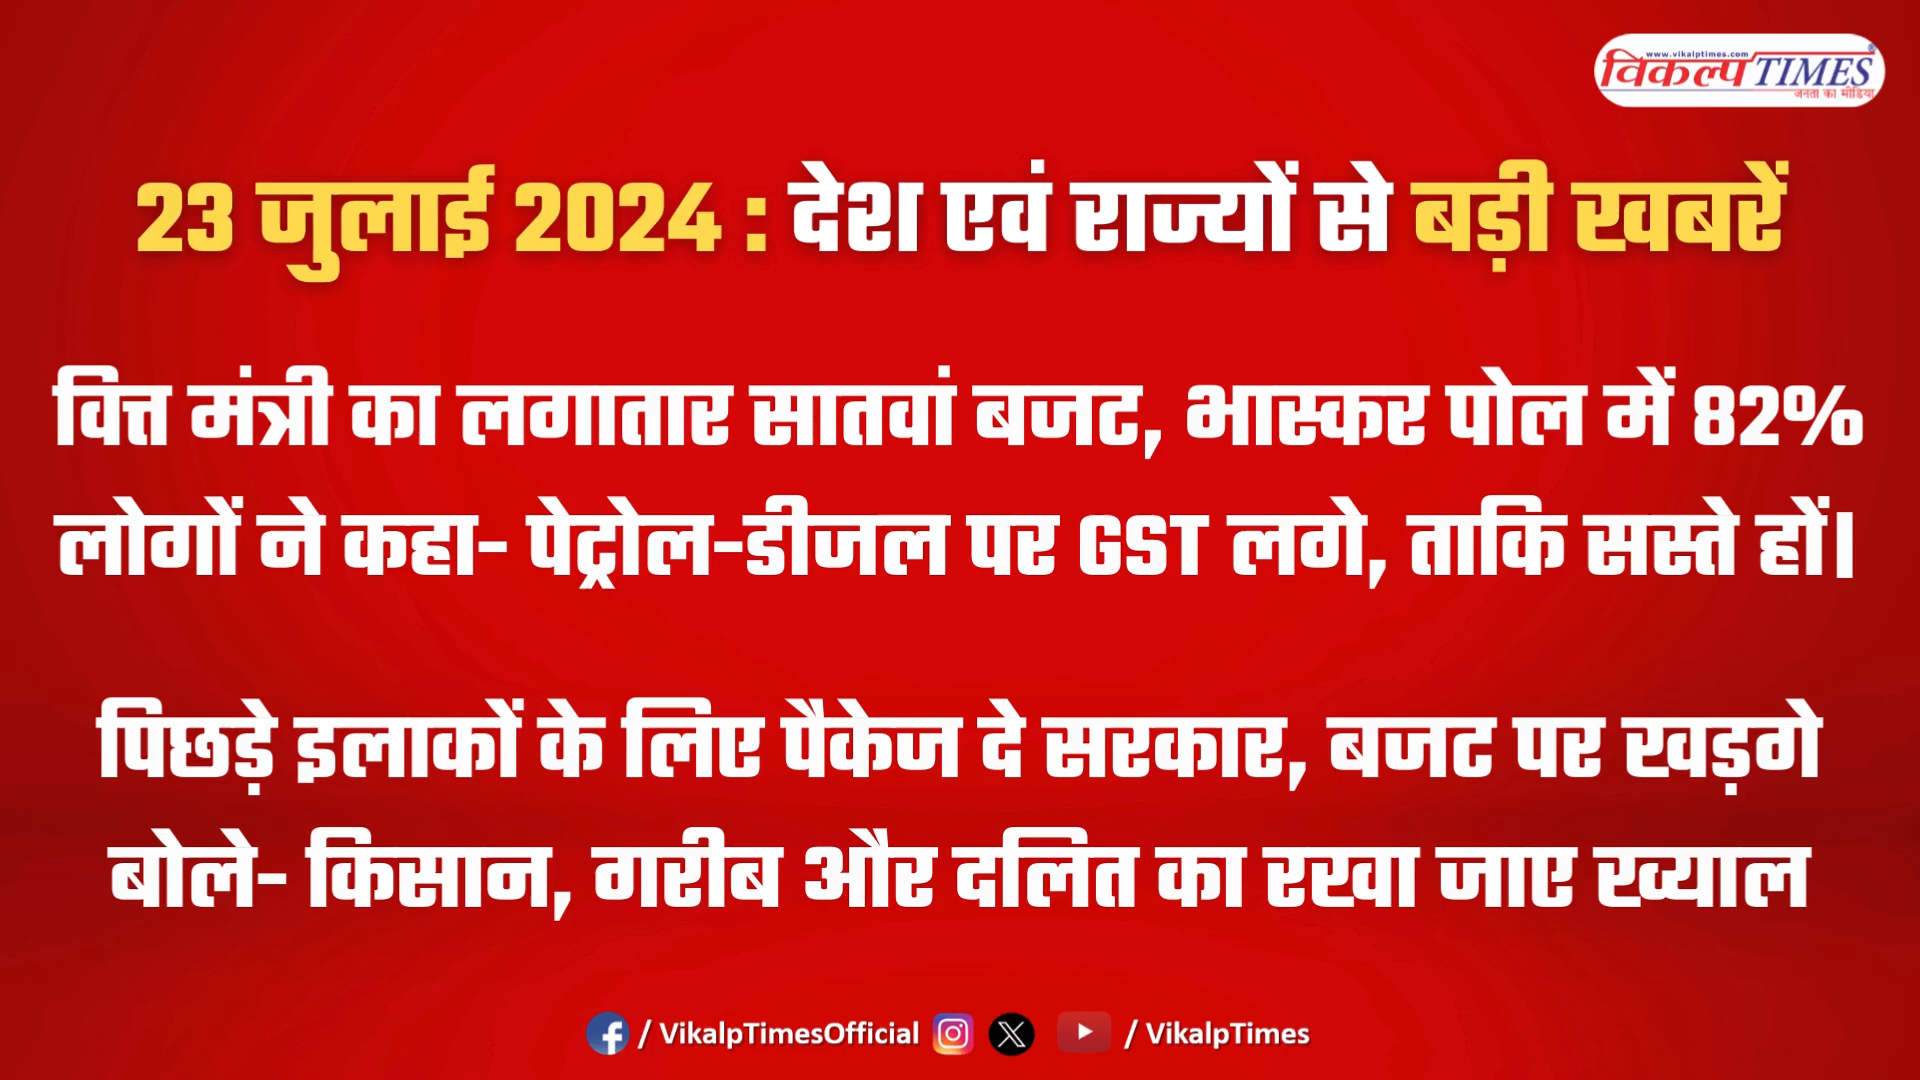 www.vikalptimes.com
विकल्प TIMES
जनता का मीडिया
23 जुलाई 2024 : देश एवं राज्यों से बड़ी खबरें
वित्त मंत्री का लगातार सातवां बजट, भास्कर पोल में 82%
लोगों ने कहा- पेट्रोल-डीजल पर GST लगे, ताकि सस्ते हों।
पिछड़े इलाकों के लिए पैकेज दे सरकार, बजट पर खड़गे
बोले- किसान, गरीब और दलित का रखा जाए ख्याल
/ VikalpTimesOfficial / VikalpTimes